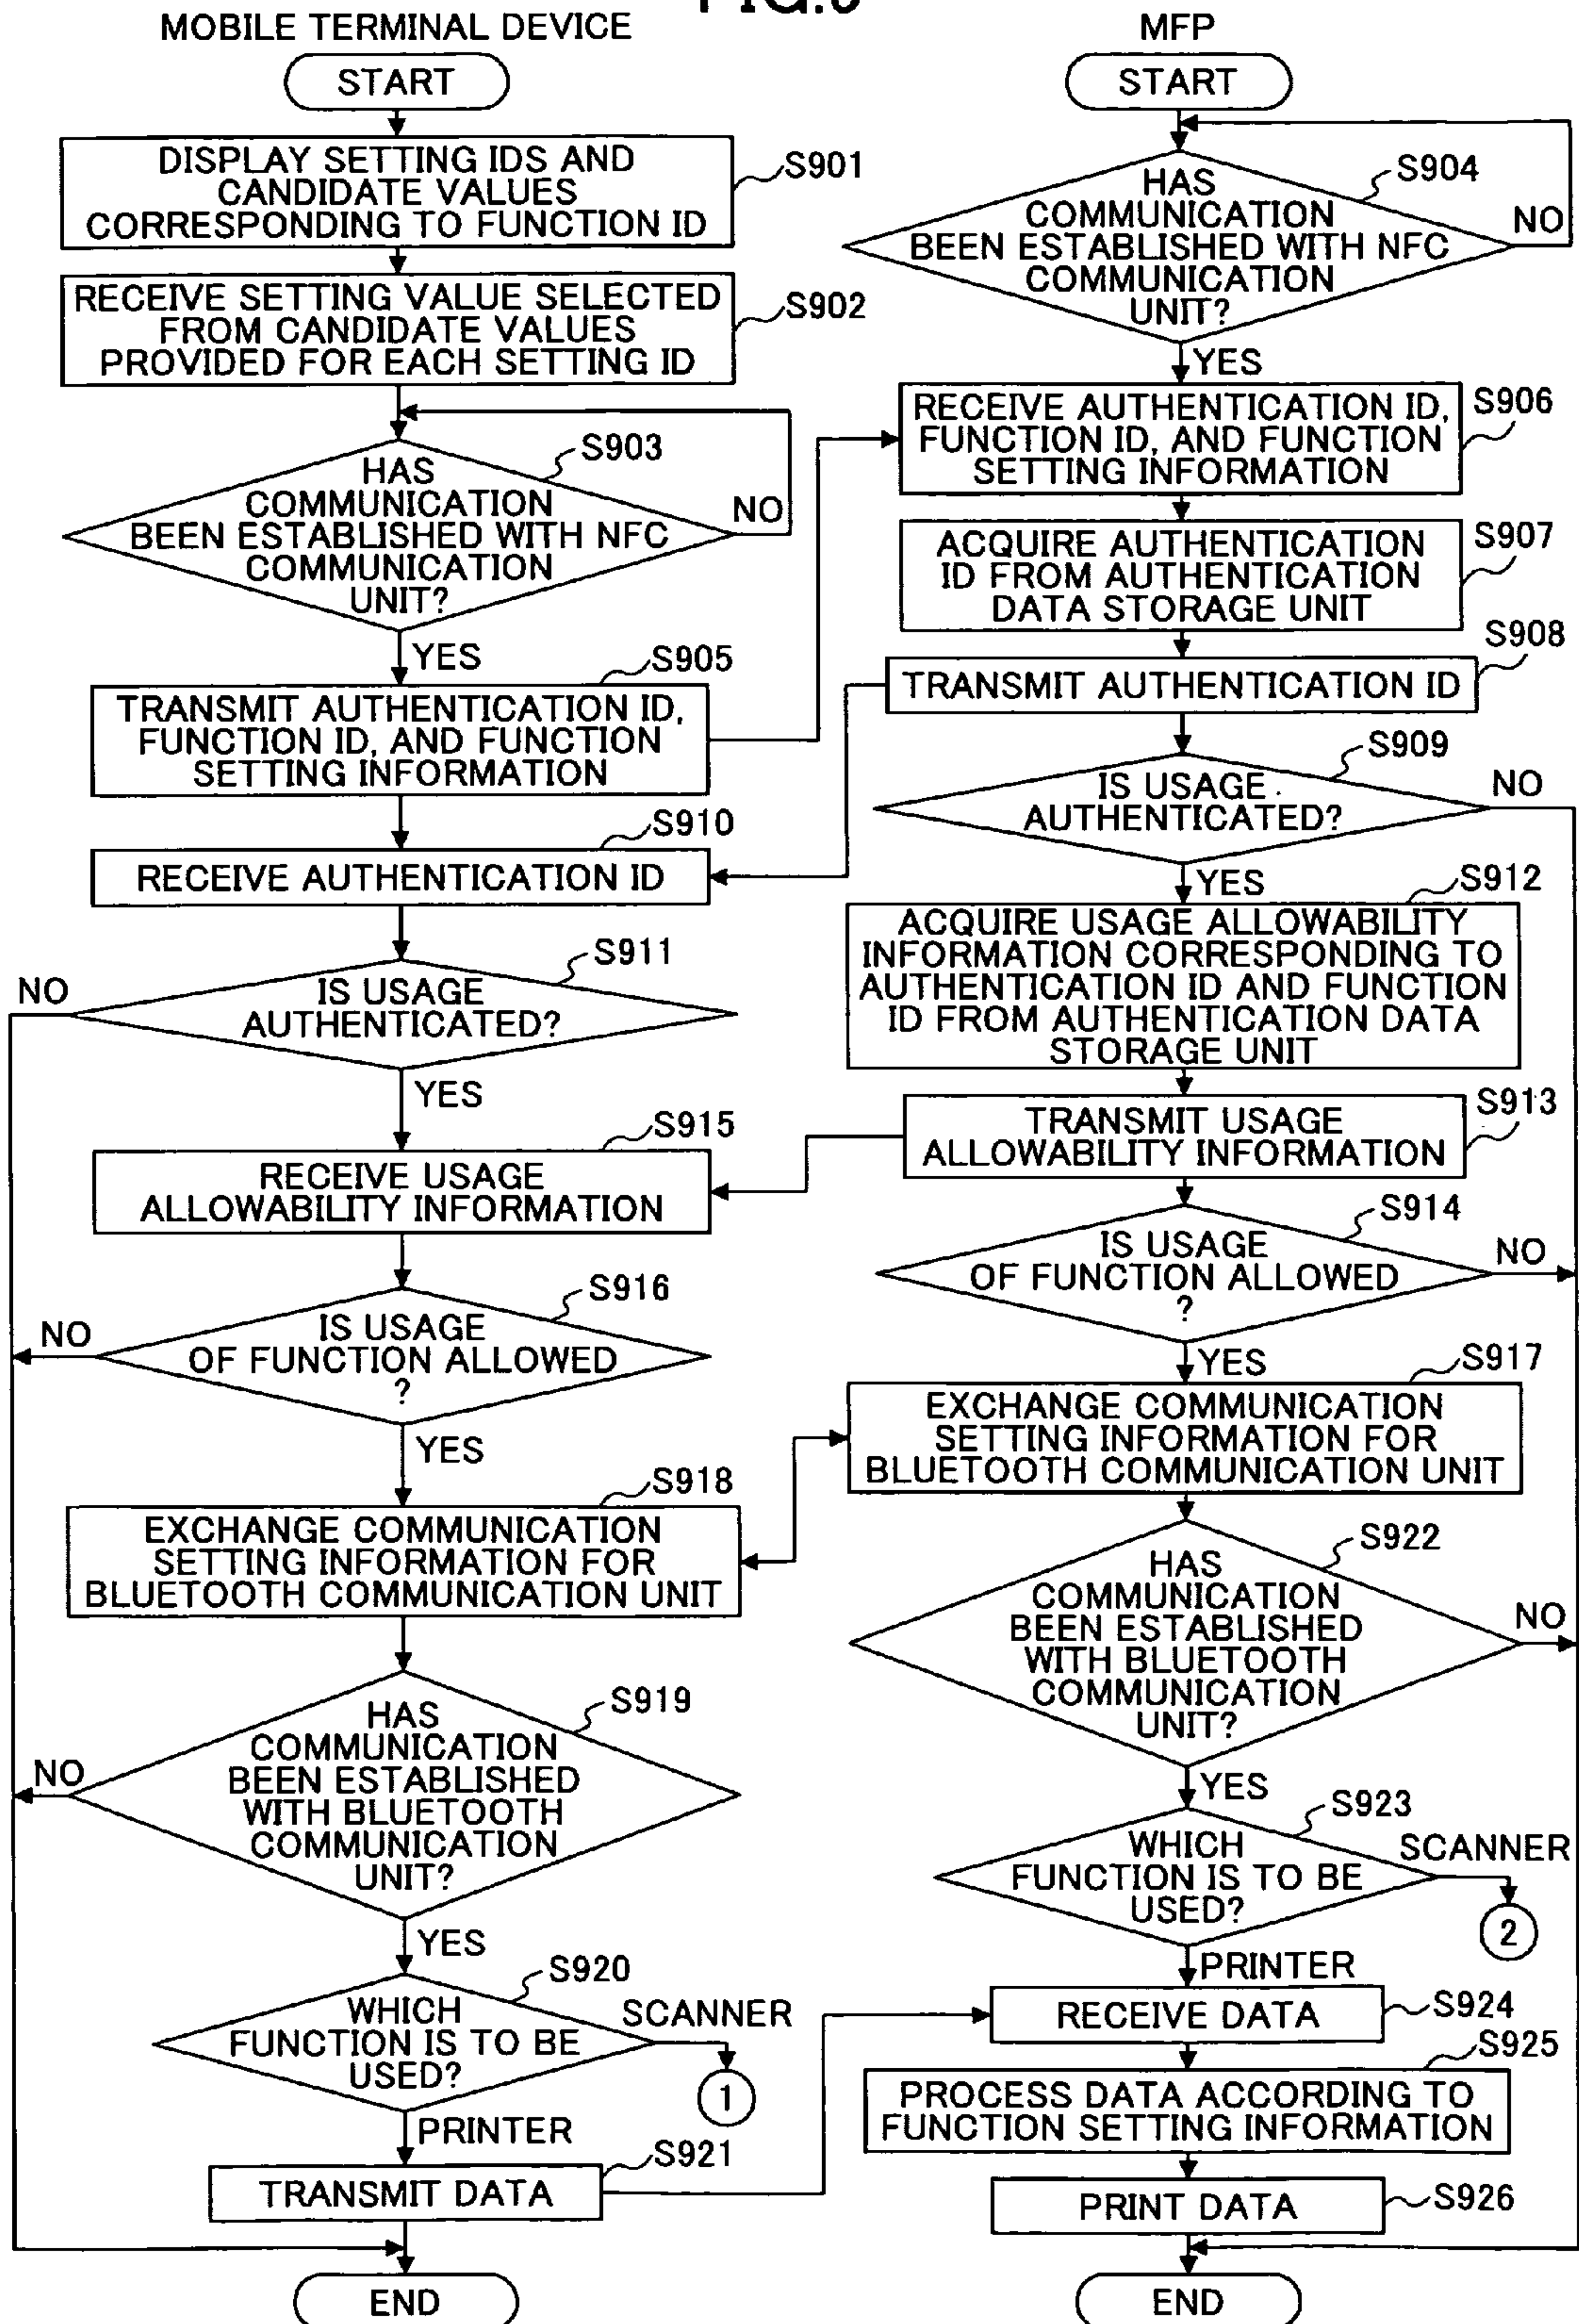 FIG.9
MOBILE TERMINAL DEVICE
START
DISPLAY SETTING IDS AND
CANDIDATE VALUES
CORRESPONDING TO FUNCTION ID
S901
RECEIVE SETTING VALUE SELECTED
FROM CANDIDATE VALUES
PROVIDED FOR EACH SETTING ID
S902
S903
HAS
COMMUNICATION
BEEN ESTABLISHED WITH NFC
COMMUNICATION
UNIT?
NO
YES
S905
TRANSMIT AUTHENTICATION ID,
FUNCTION ID, AND FUNCTION
SETTING INFORMATION
S910
RECEIVE AUTHENTICATION ID
S911
NO
IS USAGE
AUTHENTICATED?
YES
S915
RECEIVE USAGE
ALLOWABILITY INFORMATION
S916
NO
IS USAGE
OF FUNCTION ALLOWED
?
YES
S918
EXCHANGE COMMUNICATION
SETTING INFORMATION FOR
BLUETOOTH COMMUNICATION UNIT
S919
NO
HAS
COMMUNICATION
BEEN ESTABLISHED
WITH BLUETOOTH
COMMUNICATION
UNIT?
YES
S920
WHICH
FUNCTION IS TO BE
USED?
SCANNER
1
PRINTER
S921
TRANSMIT DATA
END
MFP
START
S904
HAS
COMMUNICATION
BEEN ESTABLISHED WITH NFC
COMMUNICATION
UNIT?
NO
YES
RECEIVE AUTHENTICATION ID,
FUNCTION ID, AND FUNCTION
SETTING INFORMATION
S906
ACQUIRE AUTHENTICATION
ID FROM AUTHENTICATION
DATA STORAGE UNIT
S907
S908
TRANSMIT AUTHENTICATION ID
S909
IS USAGE
AUTHENTICATED?
NO
YES
S912
ACQUIRE USAGE ALLOWABILITY
INFORMATION CORRESPONDING TO
AUTHENTICATION ID AND FUNCTION
ID FROM AUTHENTICATION DATA
STORAGE UNIT
TRANSMIT USAGE
ALLOWABILITY INFORMATION
S913
S914
IS USAGE
OF FUNCTION ALLOWED
?
NO
YES
S917
EXCHANGE COMMUNICATION
SETTING INFORMATION FOR
BLUETOOTH COMMUNICATION UNIT
S922
HAS
COMMUNICATION
BEEN ESTABLISHED
WITH BLUETOOTH
COMMUNICATION
UNIT?
NO
YES
S923
WHICH
FUNCTION IS TO BE
USED?
SCANNER
2
PRINTER
RECEIVE DATA
S924
S925
PROCESS DATA ACCORDING TO
FUNCTION SETTING INFORMATION
PRINT DATA
S926
END